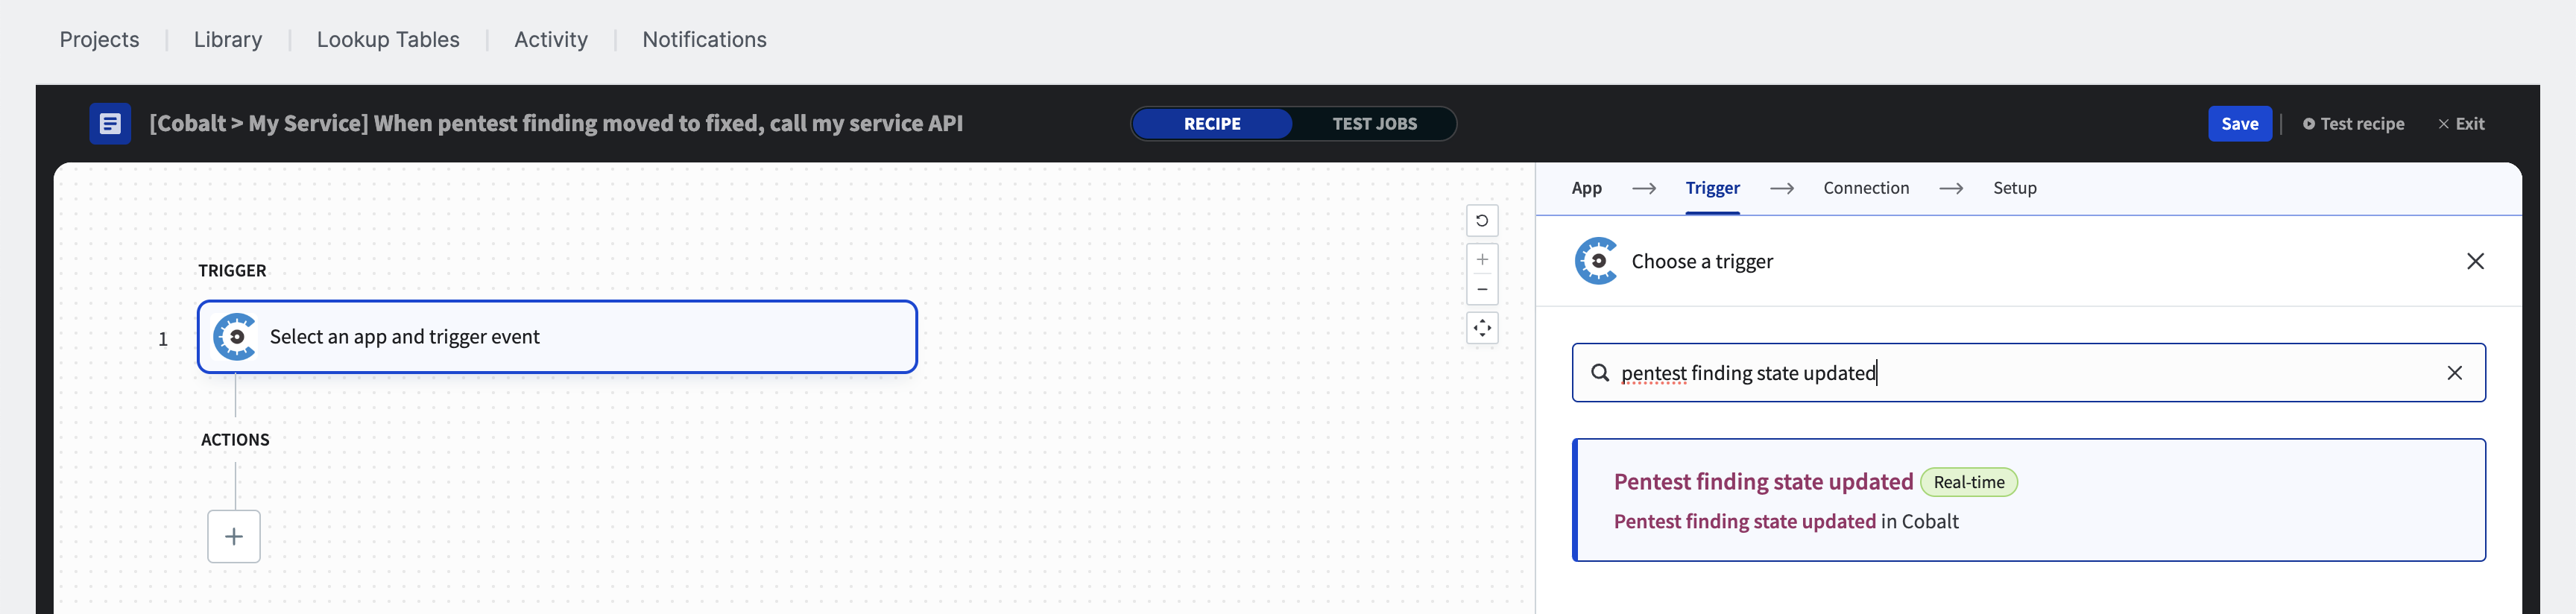 Projects | Library | Lookup Tables | Activity | Notifications
[Cobalt > My Service] When pentest finding moved to fixed, call my service API
RECIPE TEST JOBS
Save | Test recipe Exit
App → Trigger → Connection → Setup
Choose a trigger
TRIGGER
1 Select an app and trigger event
ACTIONS
pentest finding state updated
Pentest finding state updated Real-time
Pentest finding state updated in Cobalt